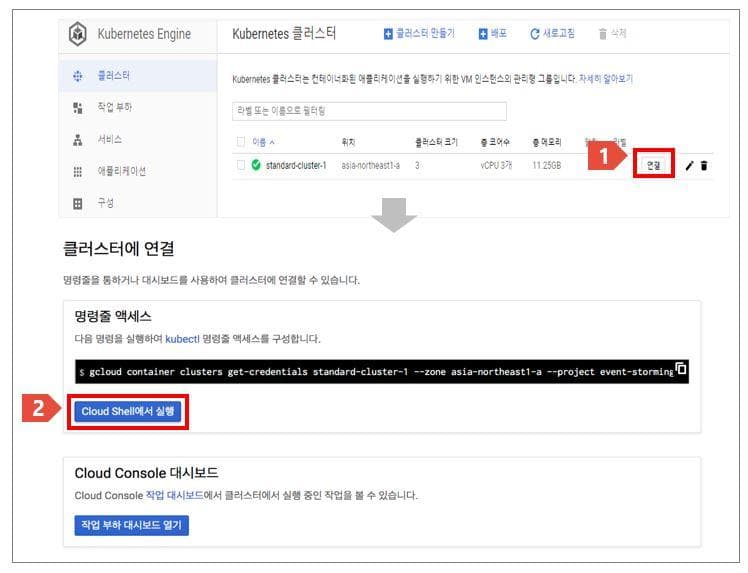 Kubernetes Engine
Kubernetes 클러스터
클러스터 만들기
배포
새로고침
삭제
클러스터
작업 부하
서비스
애플리케이션
구성
Kubernetes 클러스터는 컨테이너화된 애플리케이션을 실행하기 위한 VM 인스턴스의 관리형 그룹입니다. 자세히 알아보기
라벨 또는 이름으로 필터링
이름 위치 클러스터 크기 총 코어수 총 메모리
standard-cluster-1 asia-northeast1-a 3 vCPU 3개 11.25GB 연결
1
클러스터에 연결
명령줄을 통하거나 대시보드를 사용하여 클러스터에 연결할 수 있습니다.
명령줄 액세스
다음 명령을 실행하여 kubectl 명령줄 액세스를 구성합니다.
$ gcloud container clusters get-credentials standard-cluster-1 --zone asia-northeast1-a --project event-storming
2
Cloud Shell에서 실행
Cloud Console 대시보드
Cloud Console 작업 대시보드에서 클러스터에서 실행 중인 작업을 볼 수 있습니다.
작업 부하 대시보드 열기